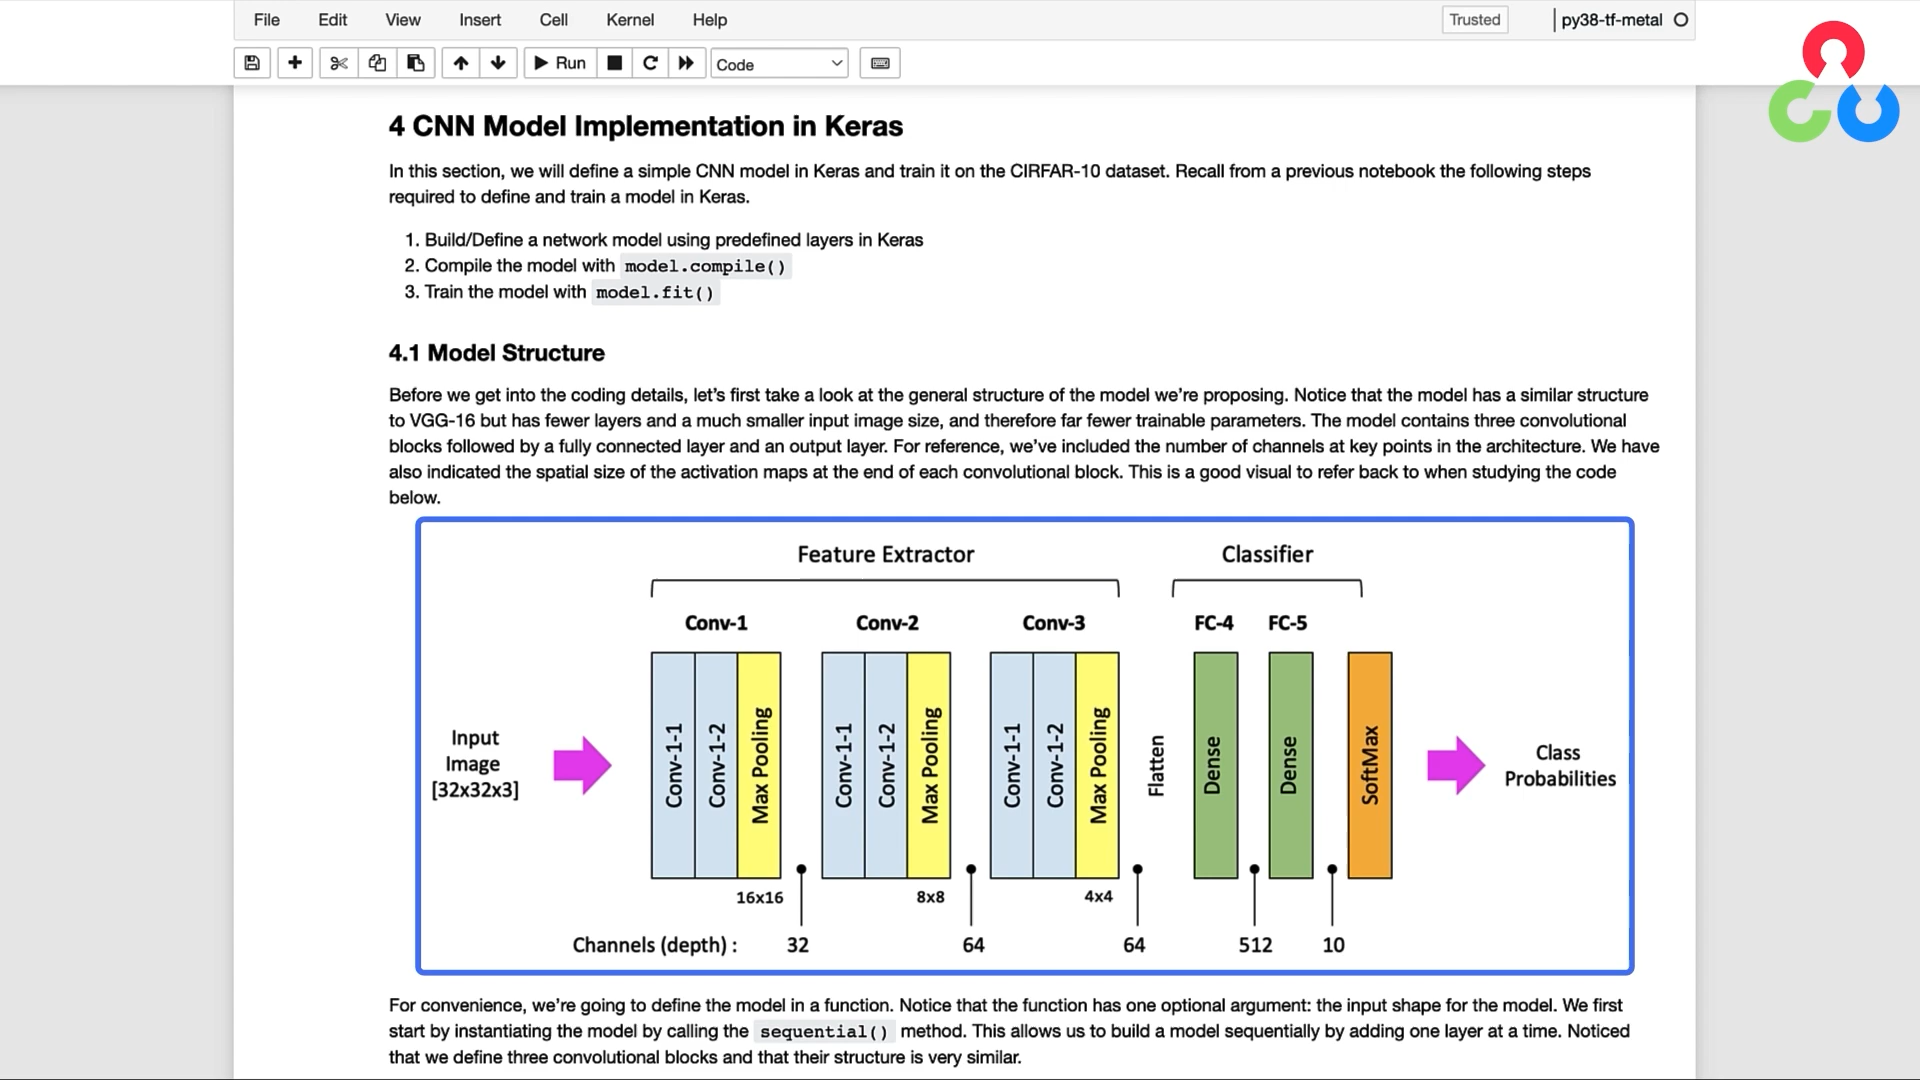 File Edit View Insert Cell Kernel Help Trusted py38-tf-metal
Run Code
4 CNN Model Implementation in Keras
In this section, we will define a simple CNN model in Keras and train it on the CIRFAR-10 dataset. Recall from a previous notebook the following steps
required to define and train a model in Keras.
1. Build/Define a network model using predefined layers in Keras
2. Compile the model with model.compile()
3. Train the model with model.fit()
4.1 Model Structure
Before we get into the coding details, let's first take a look at the general structure of the model we're proposing. Notice that the model has a similar structure
to VGG-16 but has fewer layers and a much smaller input image size, and therefore far fewer trainable parameters. The model contains three convolutional
blocks followed by a fully connected layer and an output layer. For reference, we've included the number of channels at key points in the architecture. We have
also indicated the spatial size of the activation maps at the end of each convolutional block. This is a good visual to refer back to when studying the code
below.
Feature Extractor Classifier
Conv-1 Conv-2 Conv-3 FC-4 FC-5
Input
Image
[32x32x3]
Conv-1-1
Conv-1-2
Max Pooling
Conv-1-1
Conv-1-2
Max Pooling
Conv-1-1
Conv-1-2
Max Pooling
Flatten
Dense
Dense
SoftMax
Class
Probabilities
16x16 8x8 4x4
Channels (depth) : 32 64 64 512 10
For convenience, we're going to define the model in a function. Notice that the function has one optional argument: the input shape for the model. We first
start by instantiating the model by calling the sequential() method. This allows us to build a model sequentially by adding one layer at a time. Noticed
that we define three convolutional blocks and that their structure is very similar.